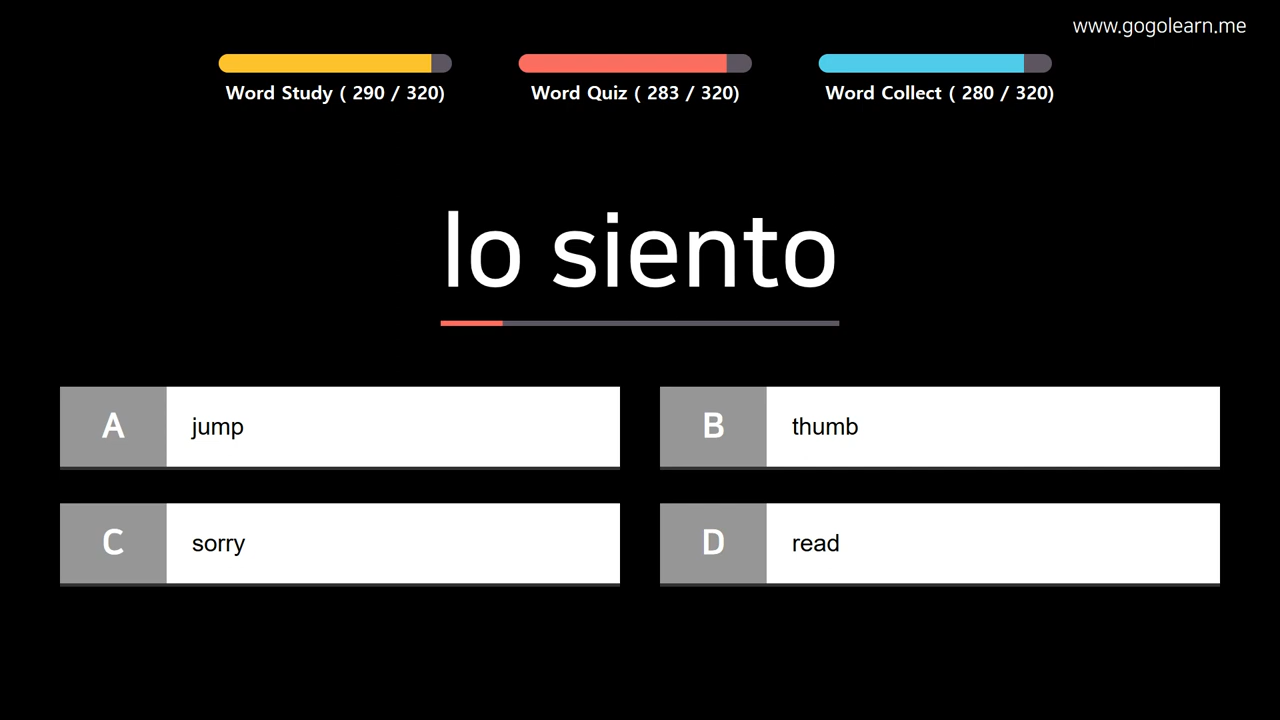 www.gogolearn.me
Word Study ( 290 / 320)
Word Quiz ( 283 / 320)
Word Collect ( 280 / 320)
lo siento
A jump
B thumb
C sorry
D read